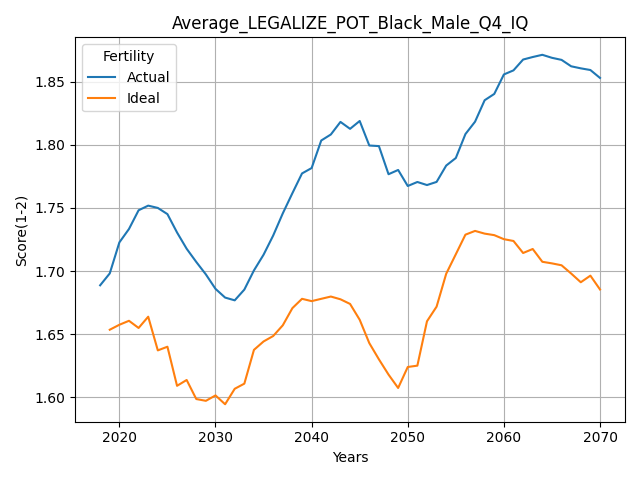 Average_LEGALIZE_POT_Black_Male_Q4_IQ
Fertility
Actual
Ideal
Score(1-2)
1.85
1.80
1.75
1.70
1.65
1.60
2020 2030 2040 2050 2060 2070
Years